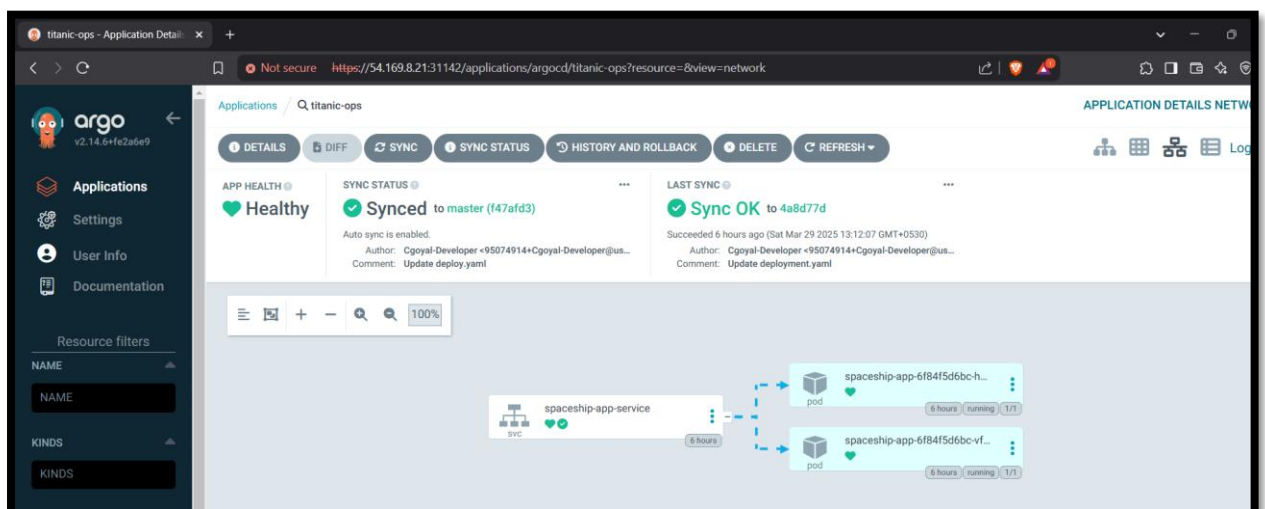 titanic-ops - Application Detail
Not secure https://54.169.8.21:31142/applications/argocd/titanic-ops?resource=&view=network
argo
v2.14.6+fe2a6e9
Applications
Settings
User Info
Documentation
Resource filters
NAME
NAME
KINDS
KINDS
Applications / titanic-ops
APPLICATION DETAILS NETW
DETAILS DIFF SYNC SYNC STATUS HISTORY AND ROLLBACK DELETE REFRESH
Log
APP HEALTH
Healthy
SYNC STATUS
Synced to master (f47afd3)
Auto sync is enabled.
Author: Cgoyal-Developer <95074914+Cgoyal-Developer@us...
Comment: Update deploy.yaml
LAST SYNC
Sync OK to 4a8d77d
Succeeded 6 hours ago (Sat Mar 29 2025 13:12:07 GMT+0530)
Author: Cgoyal-Developer <95074914+Cgoyal-Developer@us...
Comment: Update deployment.yaml
100%
spaceship-app-service
svc
6 hours
spaceship-app-6f84f5d6bc-h...
pod
6 hours running 1/1
spaceship-app-6f84f5d6bc-vf...
pod
6 hours running 1/1